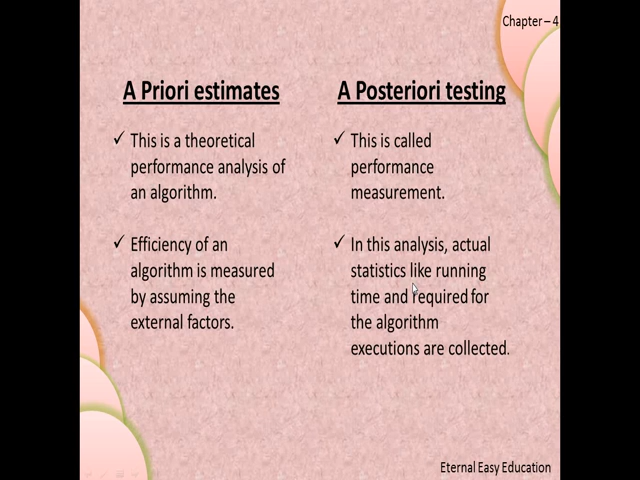 Chapter – 4
A Priori estimates
✓ This is a theoretical
performance analysis of
an algorithm.
✓ Efficiency of an
algorithm is measured
by assuming the
external factors.
A Posteriori testing
✓ This is called
performance
measurement.
✓ In this analysis, actual
statistics like running
time and required for
the algorithm
executions are collected.
Eternal Easy Education